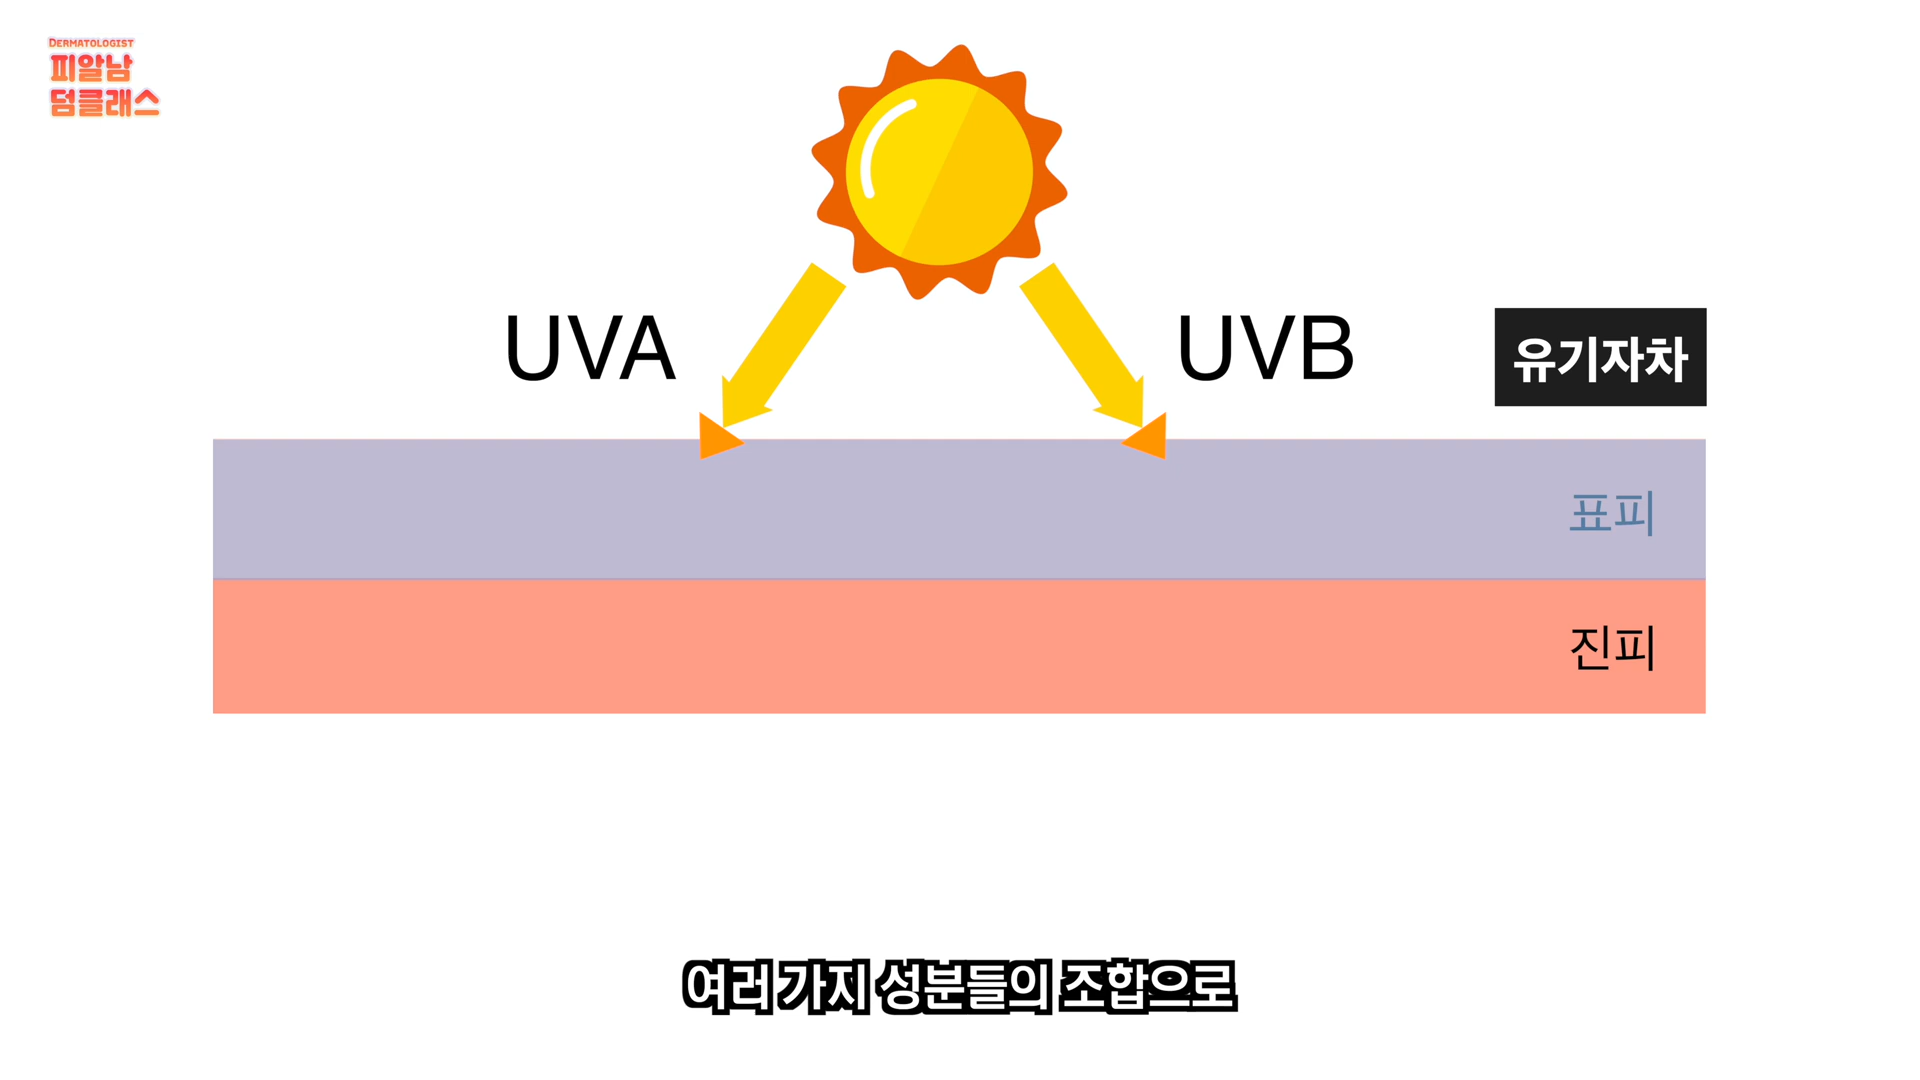 DERMATOLOGIST
피알남
덤클래스
UVA
UVB
유기자차
표피
진피
여러가지 성분들의 조합으로